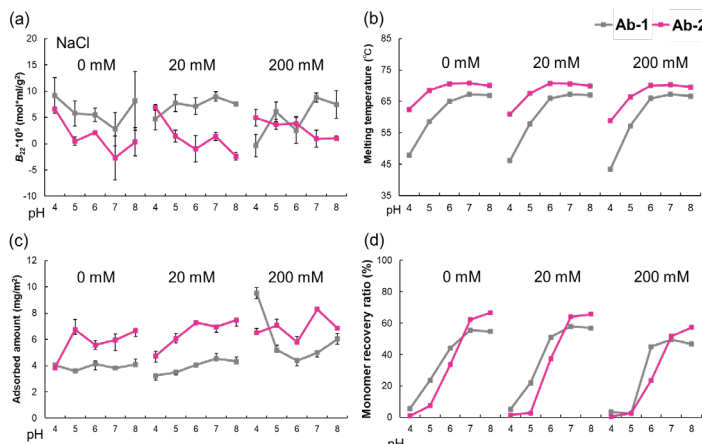 (a)
NaCl
0 mM
20 mM
200 mM
B₂₂*10⁵ (mol*ml/g²)
20
15
10
5
0
-5
-10
pH
4 5 6 7 8
4 5 6 7 8
4 5 6 7 8
(b)
Ab-1
Ab-2
0 mM
20 mM
200 mM
Melting temperature (°C)
95
85
75
65
55
45
35
pH
4 5 6 7 8
4 5 6 7 8
4 5 6 7 8
(c)
0 mM
20 mM
200 mM
Adsorbed amount (mg/m²)
12
10
8
6
4
2
0
pH
4 5 6 7 8
4 5 6 7 8
4 5 6 7 8
(d)
0 mM
20 mM
200 mM
Monomer recovery ratio (%)
100
80
60
40
20
0
pH
4 5 6 7 8
4 5 6 7 8
4 5 6 7 8